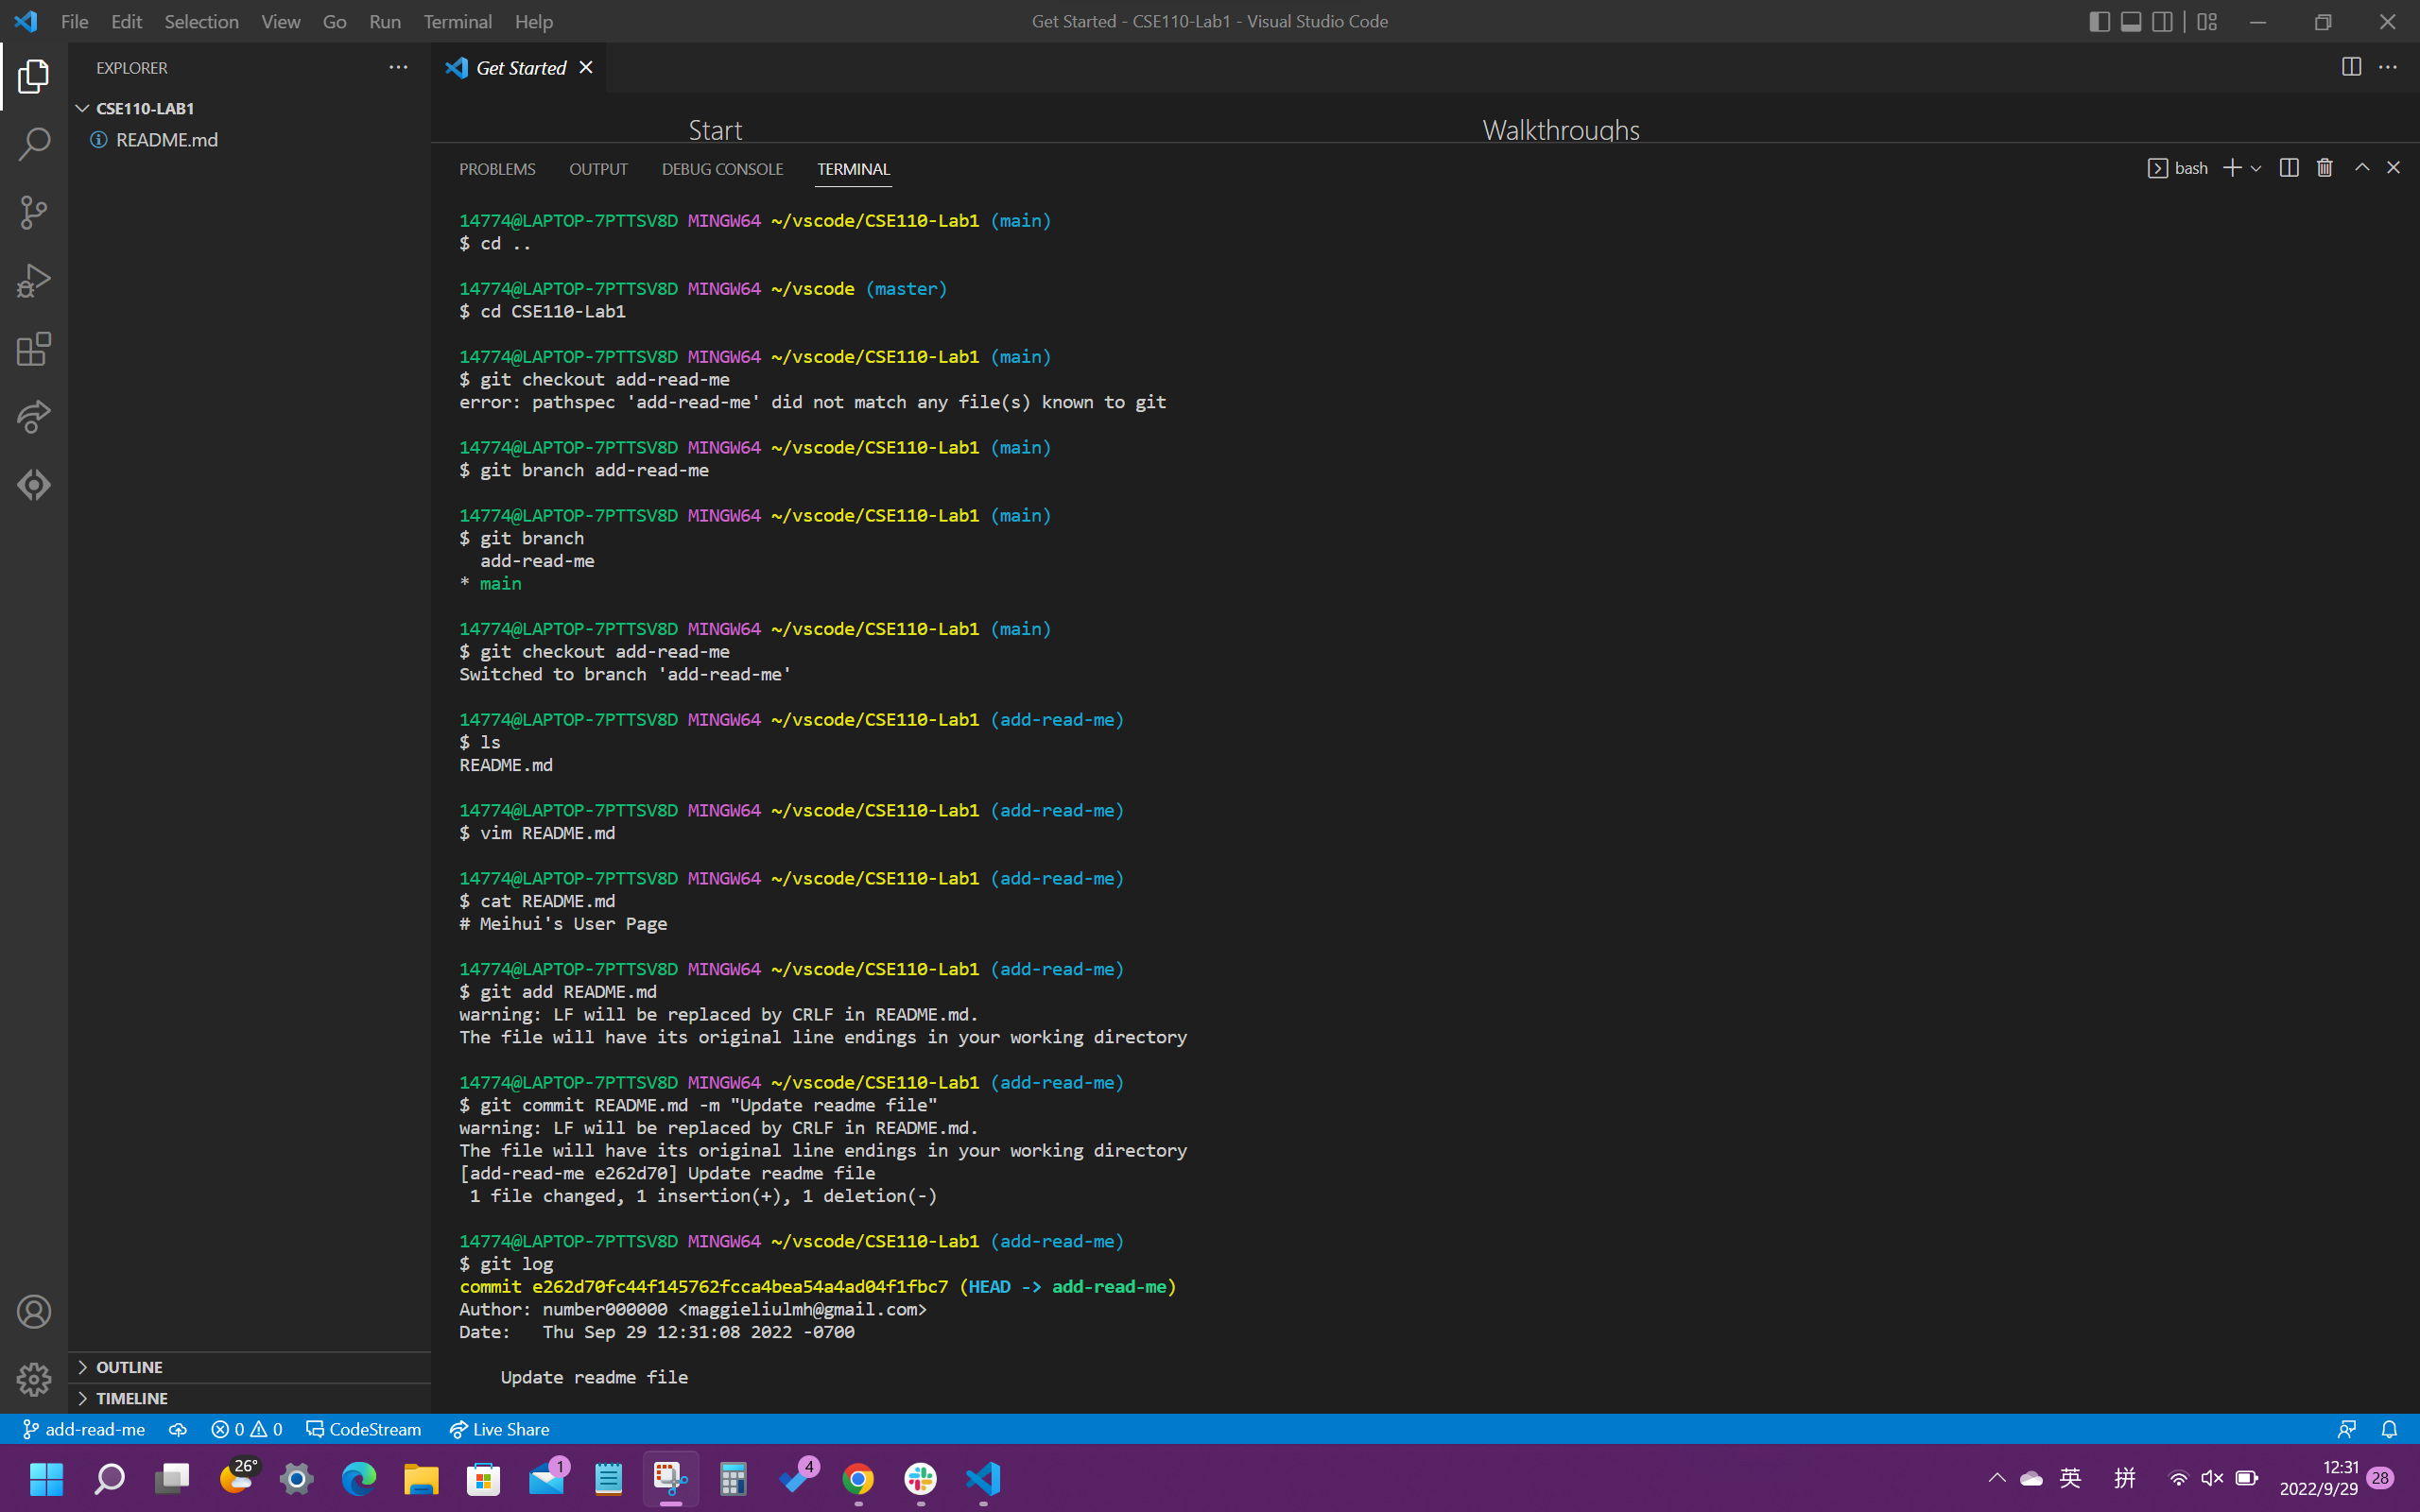 File Edit Selection View Go Run Terminal Help
Get Started - CSE110-Lab1 - Visual Studio Code
EXPLORER
CSE110-LAB1
README.md
Get Started
Start
Walkthroughs
PROBLEMS OUTPUT DEBUG CONSOLE TERMINAL
bash
14774@LAPTOP-7PTTSV8D MINGW64 ~/vscode/CSE110-Lab1 (main)
$ cd ..
14774@LAPTOP-7PTTSV8D MINGW64 ~/vscode (master)
$ cd CSE110-Lab1
14774@LAPTOP-7PTTSV8D MINGW64 ~/vscode/CSE110-Lab1 (main)
$ git checkout add-read-me
error: pathspec 'add-read-me' did not match any file(s) known to git
14774@LAPTOP-7PTTSV8D MINGW64 ~/vscode/CSE110-Lab1 (main)
$ git branch add-read-me
14774@LAPTOP-7PTTSV8D MINGW64 ~/vscode/CSE110-Lab1 (main)
$ git branch
add-read-me
* main
14774@LAPTOP-7PTTSV8D MINGW64 ~/vscode/CSE110-Lab1 (main)
$ git checkout add-read-me
Switched to branch 'add-read-me'
14774@LAPTOP-7PTTSV8D MINGW64 ~/vscode/CSE110-Lab1 (add-read-me)
$ ls
README.md
14774@LAPTOP-7PTTSV8D MINGW64 ~/vscode/CSE110-Lab1 (add-read-me)
$ vim README.md
14774@LAPTOP-7PTTSV8D MINGW64 ~/vscode/CSE110-Lab1 (add-read-me)
$ cat README.md
# Meihui's User Page
14774@LAPTOP-7PTTSV8D MINGW64 ~/vscode/CSE110-Lab1 (add-read-me)
$ git add README.md
warning: LF will be replaced by CRLF in README.md.
The file will have its original line endings in your working directory
14774@LAPTOP-7PTTSV8D MINGW64 ~/vscode/CSE110-Lab1 (add-read-me)
$ git commit README.md -m "Update readme file"
warning: LF will be replaced by CRLF in README.md.
The file will have its original line endings in your working directory
[add-read-me e262d70] Update readme file
1 file changed, 1 insertion(+), 1 deletion(-)
14774@LAPTOP-7PTTSV8D MINGW64 ~/vscode/CSE110-Lab1 (add-read-me)
$ git log
commit e262d70fc44f145762fcca4bea54a4ad04f1fbc7 (HEAD -> add-read-me)
Author: number000000 <maggieliulmh@gmail.com>
Date: Thu Sep 29 12:31:08 2022 -0700
Update readme file
OUTLINE
TIMELINE
add-read-me 0 0 CodeStream Live Share
26° 1 4
英 拼
12:31
2022/9/29 28